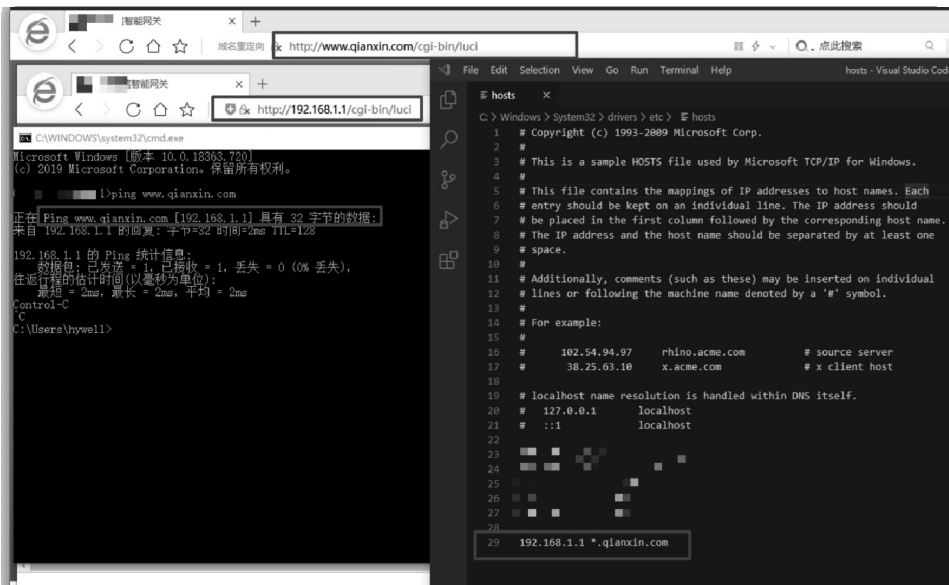 智能网关 × +
域名重定向 http://www.qianxin.com/cgi-bin/luci
点此搜索
智能网关 × +
http://192.168.1.1/cgi-bin/luci
C:\WINDOWS\system32\cmd.exe
Microsoft Windows [版本 10.0.18363.720]
(c) 2019 Microsoft Corporation。保留所有权利。
l>ping www.qianxin.com
正在 Ping www.qianxin.com [192.168.1.1] 具有 32 字节的数据:
来自 192.168.1.1 的回复: 字节=32 时间=2ms TTL=128
192.168.1.1 的 Ping 统计信息:
数据包: 已发送 = 1，已接收 = 1，丢失 = 0 (0% 丢失)，
往返行程的估计时间(以毫秒为单位):
最短 = 2ms，最长 = 2ms，平均 = 2ms
Control-C
^C
C:\Users\hywell>
File Edit Selection View Go Run Terminal Help hosts - Visual Studio Cod
hosts ×
C: > Windows > System32 > drivers > etc > hosts
1 # Copyright (c) 1993-2009 Microsoft Corp.
2 #
3 # This is a sample HOSTS file used by Microsoft TCP/IP for Windows.
4 #
5 # This file contains the mappings of IP addresses to host names. Each
6 # entry should be kept on an individual line. The IP address should
7 # be placed in the first column followed by the corresponding host name.
8 # The IP address and the host name should be separated by at least one
9 # space.
10 #
11 # Additionally, comments (such as these) may be inserted on individual
12 # lines or following the machine name denoted by a '#' symbol.
13 #
14 # For example:
15 #
16 # 102.54.94.97 rhino.acme.com # source server
17 # 38.25.63.10 x.acme.com # x client host
18
19 # localhost name resolution is handled within DNS itself.
20 # 127.0.0.1 localhost
21 # ::1 localhost
22
23
24
25
26
27
28
29 192.168.1.1 *.qianxin.com